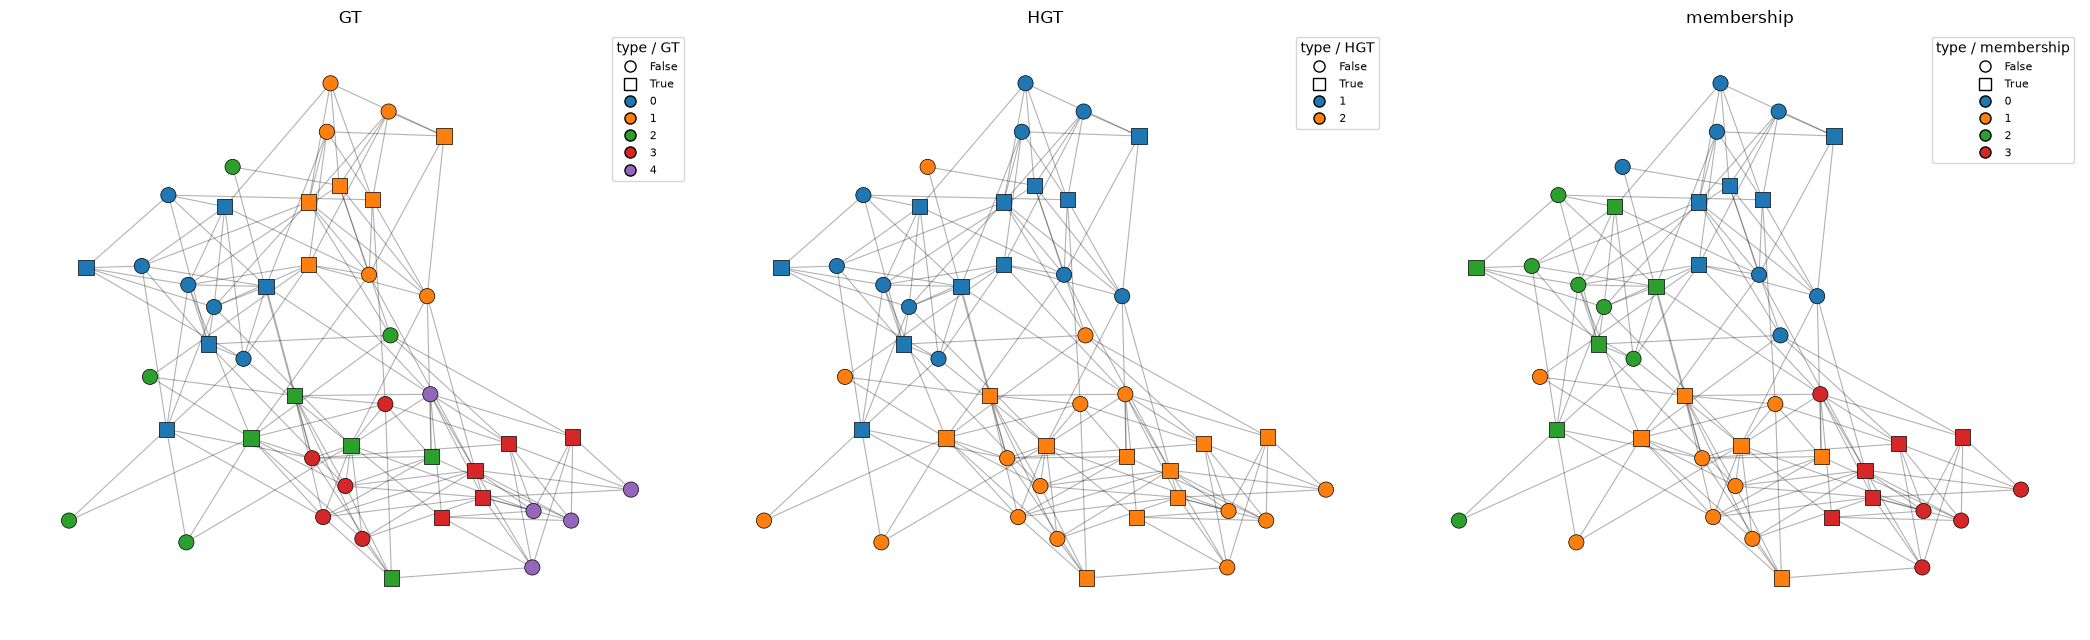 GT
type / GT
False
True
0
1
2
3
4
HGT
type / HGT
False
True
1
2
membership
type / membership
False
True
0
1
2
3